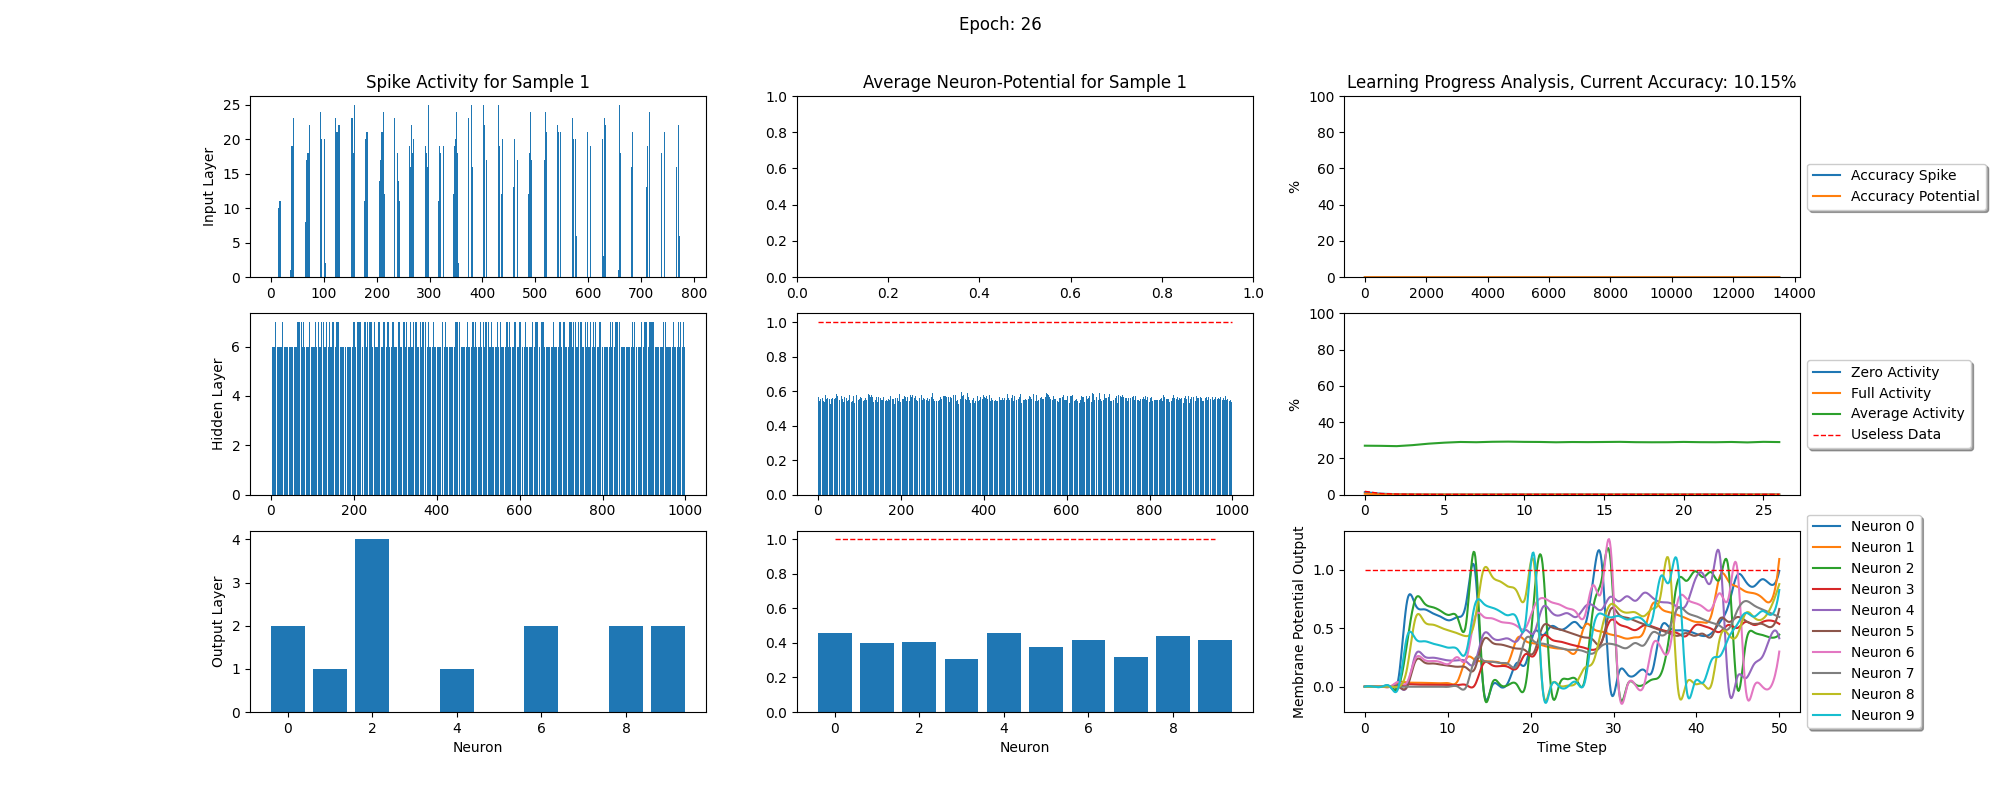 Epoch: 26
Spike Activity for Sample 1
Average Neuron-Potential for Sample 1
Learning Progress Analysis, Current Accuracy: 10.15%
Input Layer
25
20
15
10
5
0
0 100 200 300 400 500 600 700 800
1.0
0.8
0.6
0.4
0.2
0.0
0.0 0.2 0.4 0.6 0.8 1.0
%
100
80
60
40
20
0
0 2000 4000 6000 8000 10000 12000 14000
Accuracy Spike
Accuracy Potential
Hidden Layer
6
4
2
0
0 200 400 600 800 1000
1.0
0.8
0.6
0.4
0.2
0.0
0 200 400 600 800 1000
%
100
80
60
40
20
0
0 5 10 15 20 25
Zero Activity
Full Activity
Average Activity
Useless Data
Output Layer
4
3
2
1
0
0 2 4 6 8
Neuron
1.0
0.8
0.6
0.4
0.2
0.0
0 2 4 6 8
Neuron
Membrane Potential Output
1.0
0.5
0.0
0 10 20 30 40 50
Time Step
Neuron 0
Neuron 1
Neuron 2
Neuron 3
Neuron 4
Neuron 5
Neuron 6
Neuron 7
Neuron 8
Neuron 9